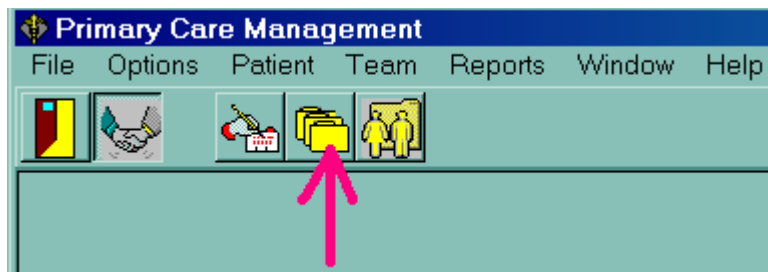 Primary Care Management
File Options Patient Team Reports Window Help